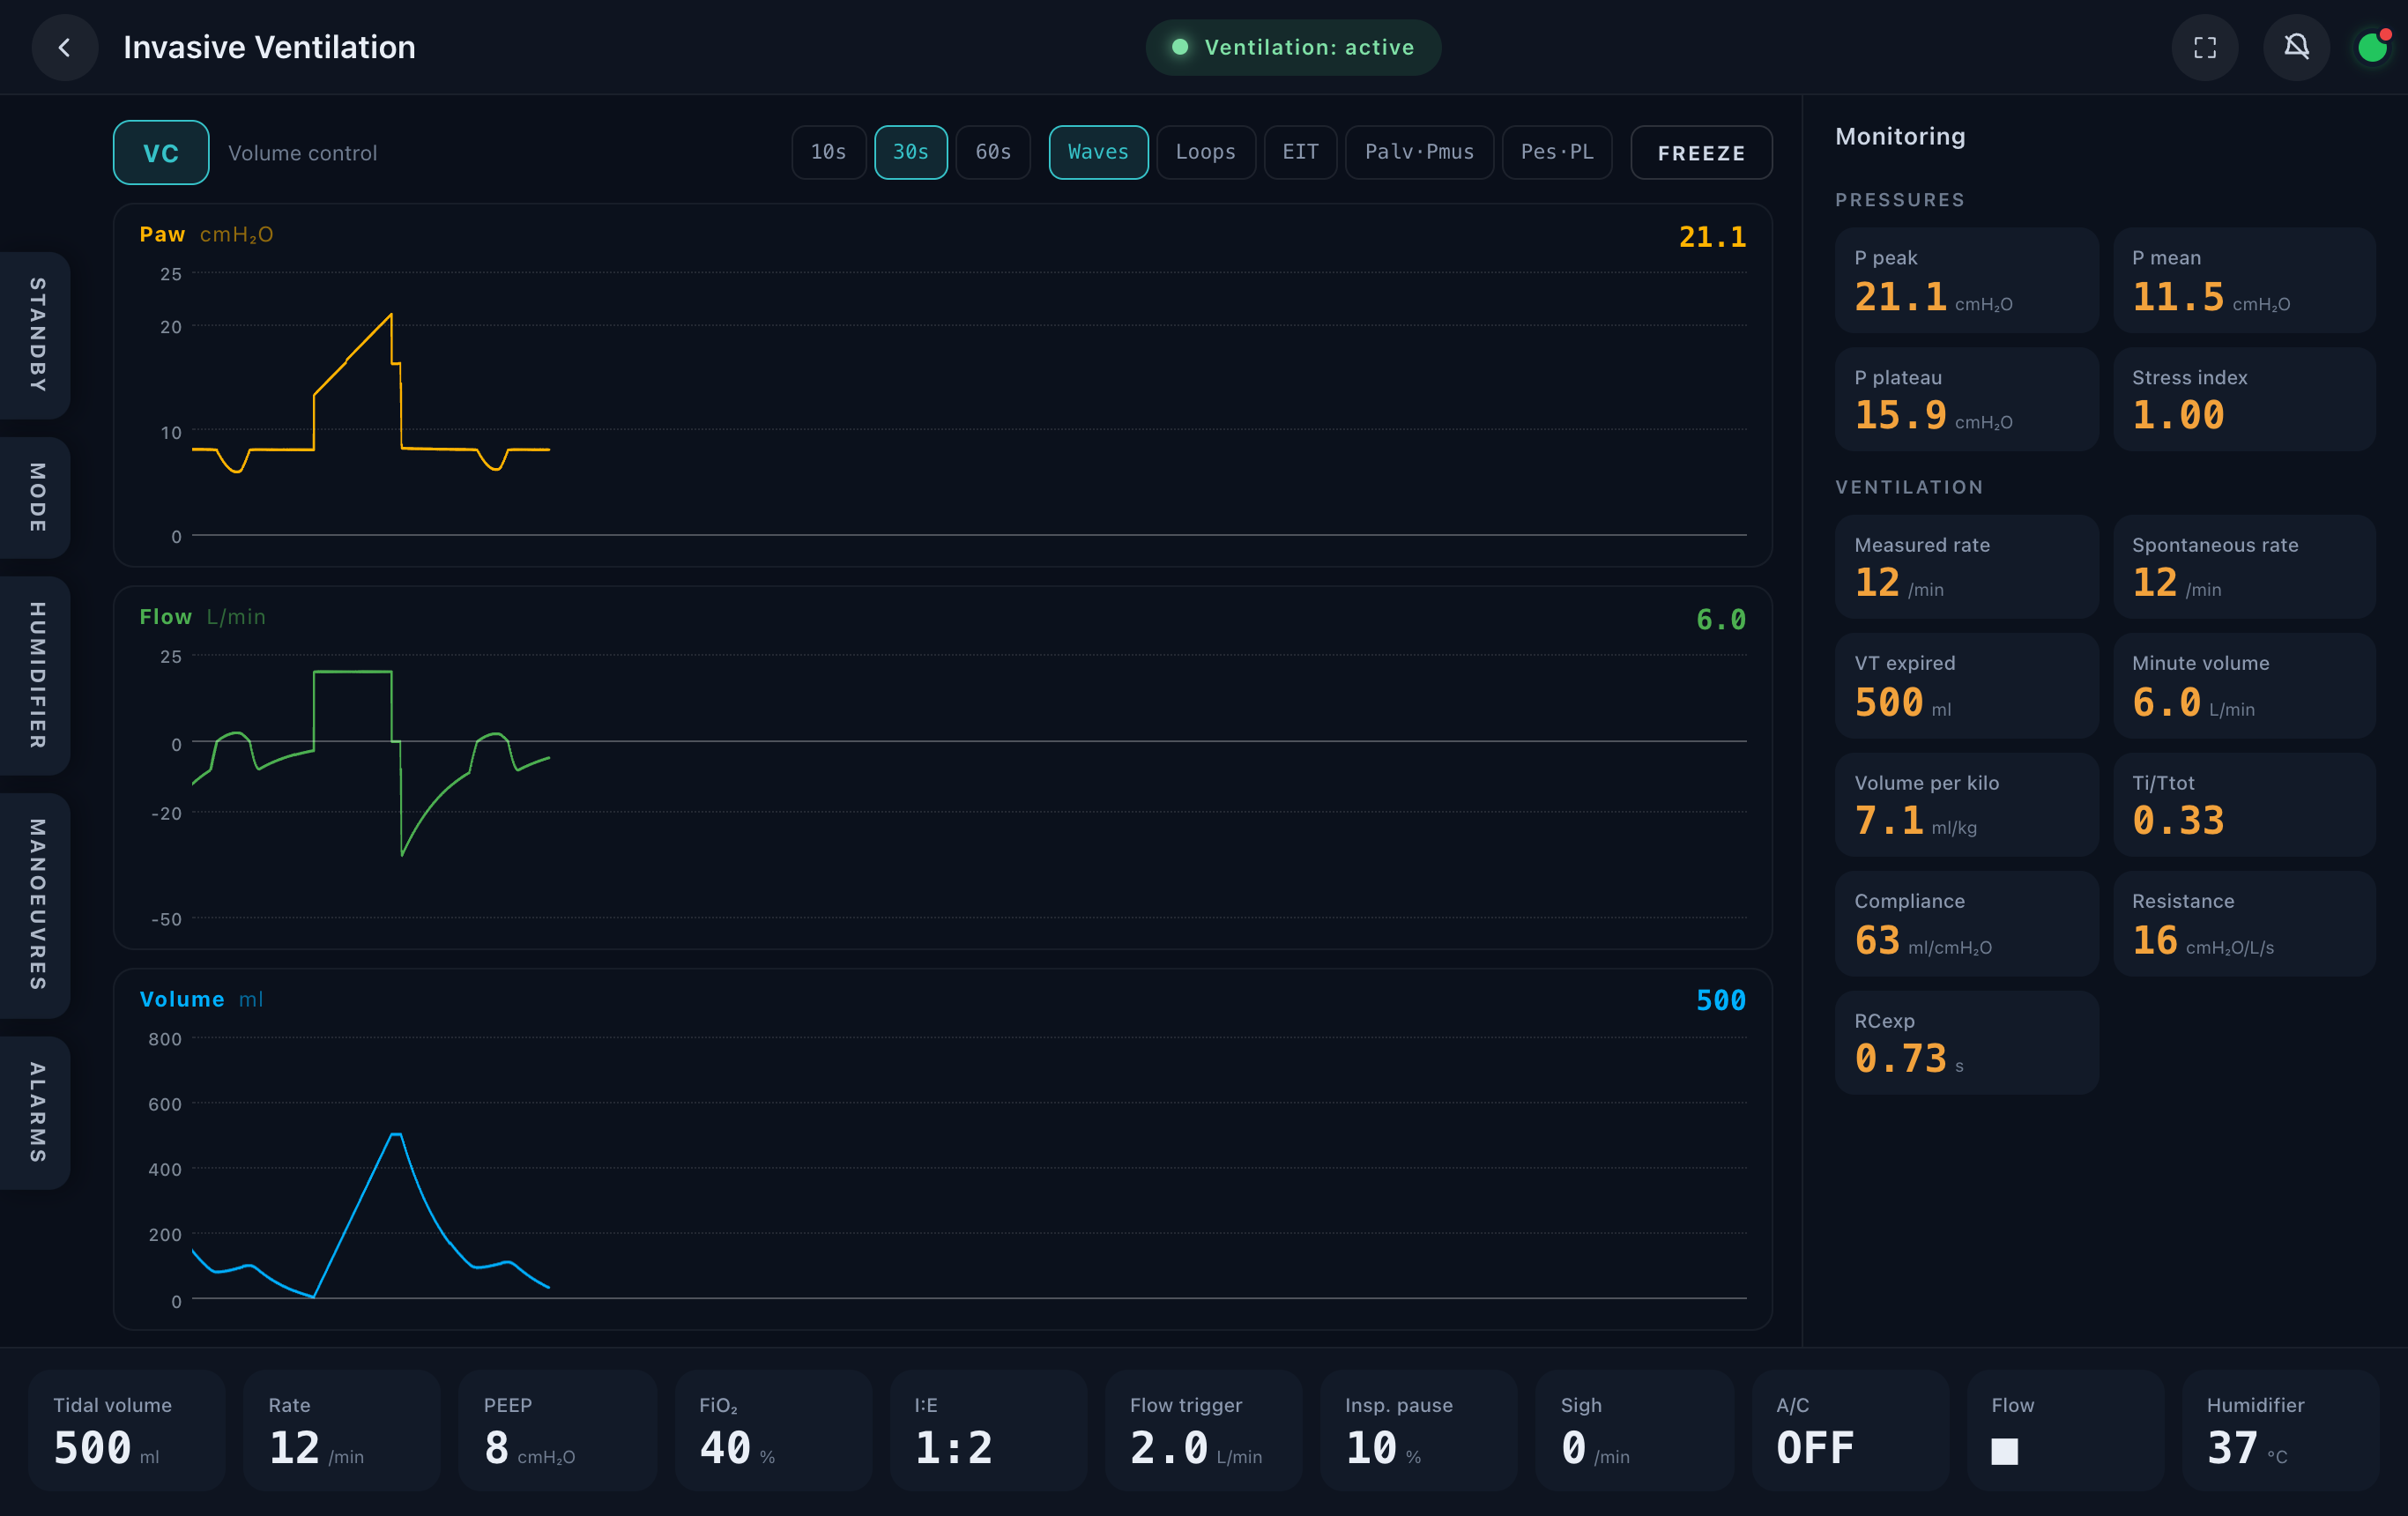 Invasive Ventilation
Ventilation: active
VC
Volume control
10s
30s
60s
Waves
Loops
EIT
Palv·Pmus
Pes·PL
FREEZE
STANDBY
MODE
HUMIDIFIER
MANOEUVRES
ALARMS
Paw cmH₂O
21.1
25
20
10
0
Flow L/min
6.0
25
0
-20
-50
Volume ml
500
800
600
400
200
0
Monitoring
PRESSURES
P peak
21.1 cmH₂O
P mean
11.5 cmH₂O
P plateau
15.9 cmH₂O
Stress index
1.00
VENTILATION
Measured rate
12 /min
Spontaneous rate
12 /min
VT expired
500 ml
Minute volume
6.0 L/min
Volume per kilo
7.1 ml/kg
Ti/Ttot
0.33
Compliance
63 ml/cmH₂O
Resistance
16 cmH₂O/L/s
RCexp
0.73 s
Tidal volume
500 ml
Rate
12 /min
PEEP
8 cmH₂O
FiO₂
40 %
I:E
1:2
Flow trigger
2.0 L/min
Insp. pause
10 %
Sigh
0 /min
A/C
OFF
Flow
■
Humidifier
37 °C